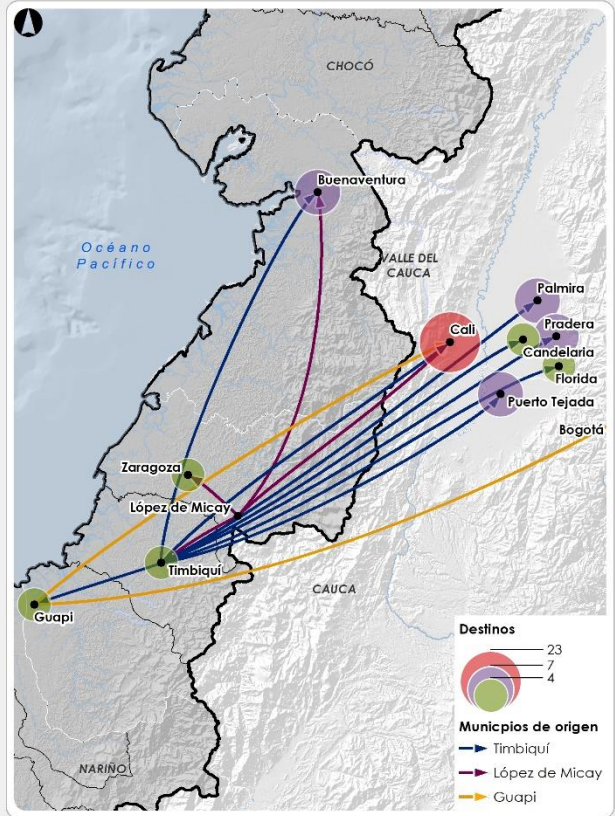 CHOCÓ
Buenaventura
Océano
Pacífico
VALLE DEL
CAUCA
Palmira
Cali
Pradera
Candelaria
Florida
Puerto Tejada
Bogotá
Zaragoza
López de Micay
Timbiquí
CAUCA
Guapi
NARIÑO
Destinos
23
7
4
Municpios de origen
Timbiquí
López de Micay
Guapi